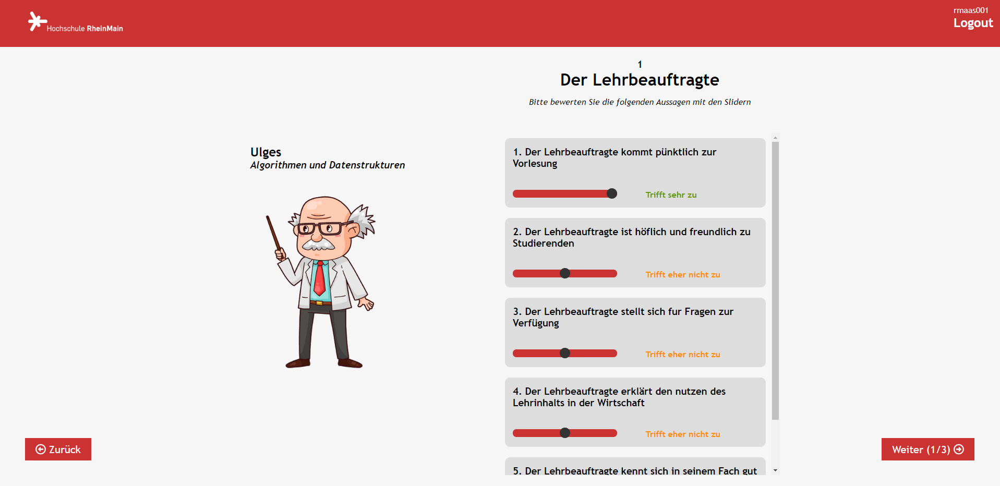 Hochschule RheinMain
rmaas001
Logout
1
Der Lehrbeauftragte
Bitte bewerten Sie die folgenden Aussagen mit den Slidern
Ulges
Algorithmen und Datenstrukturen
1. Der Lehrbeauftragte kommt pünktlich zur
Vorlesung
Trifft sehr zu
2. Der Lehrbeauftragte ist höflich und freundlich zu
Studierenden
Trifft eher nicht zu
3. Der Lehrbeauftragte stellt sich fur Fragen zur
Verfügung
Trifft eher nicht zu
4. Der Lehrbeauftragte erklärt den nutzen des
Lehrinhalts in der Wirtschaft
Trifft eher nicht zu
5. Der Lehrbeauftragte kennt sich in seinem Fach gut
Zurück
Weiter (1/3)